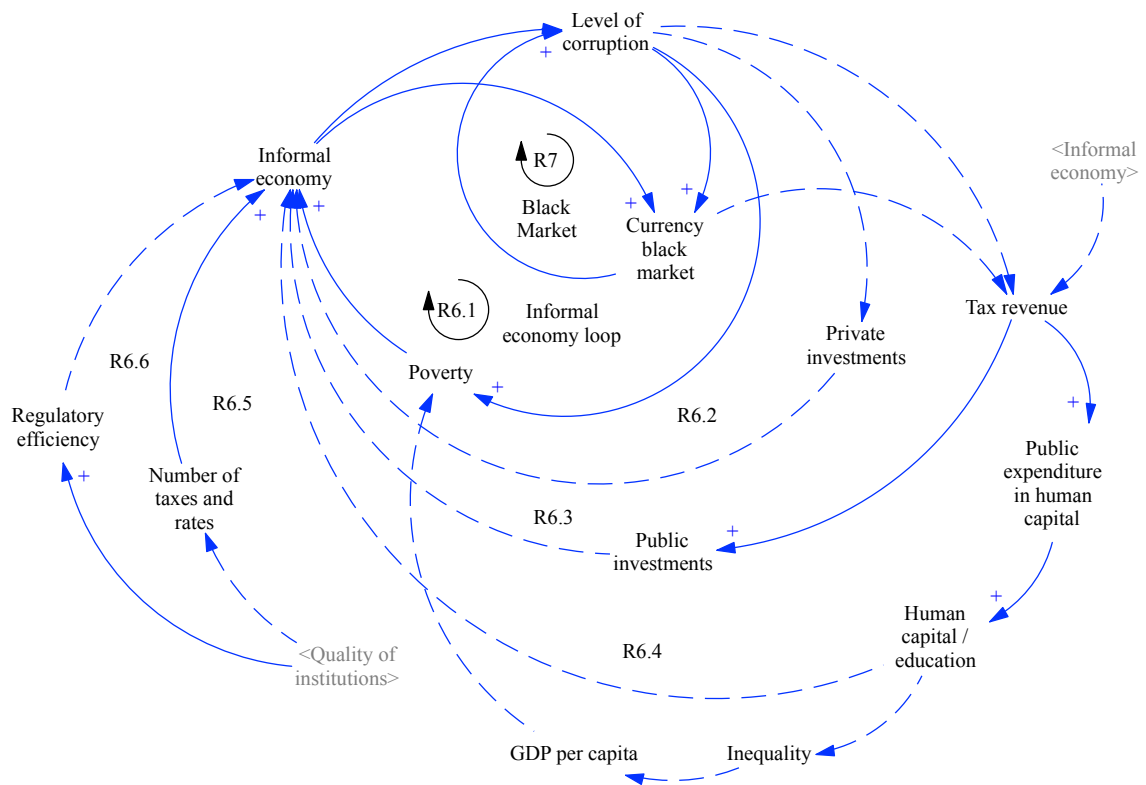 Level of
corruption
+
Informal
economy
<Informal
economy>
R7
Black
Market
+
+
+
+
Currency
black
market
R6.1
Informal
economy loop
Tax revenue
Private
investments
R6.6
Poverty
+
R6.5
R6.2
+
Regulatory
efficiency
Number of
taxes and
rates
+
Public
expenditure
in human
capital
R6.3
+
Public
investments
+
Human
capital /
education
R6.4
<Quality of
institutions>
GDP per capita
Inequality